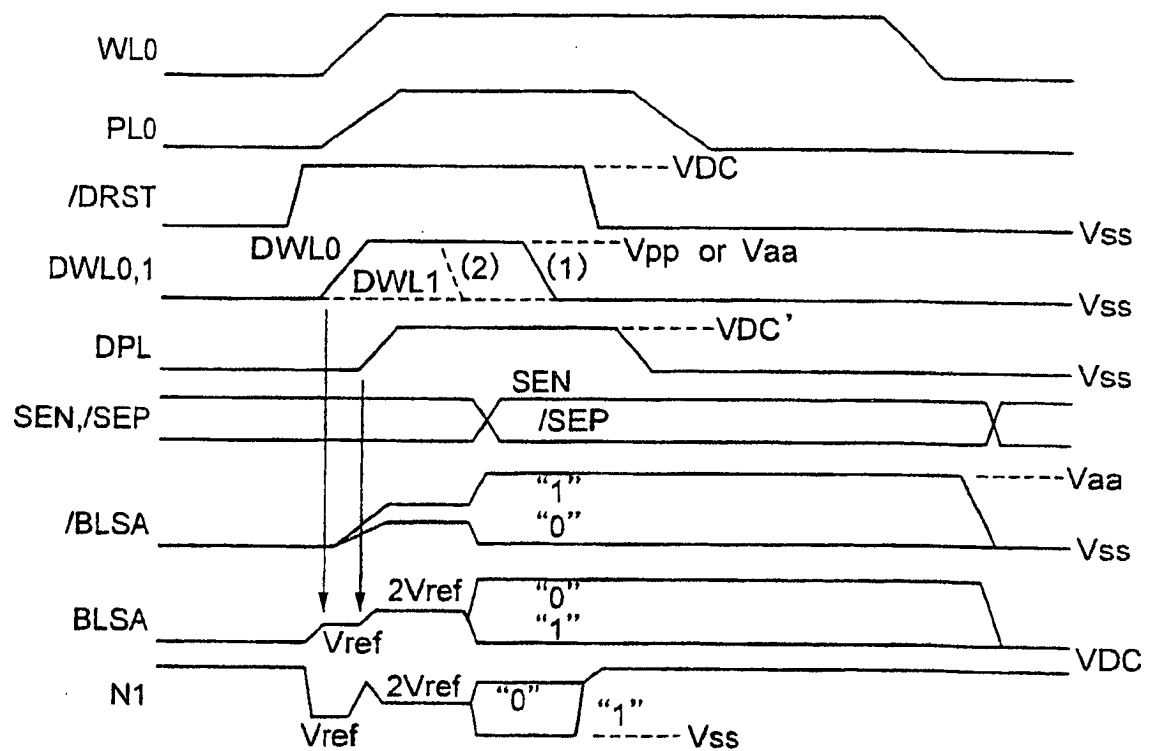 WL0
PL0
/DRST
VDC
Vss
DWL0
DWL0,1
DWL1
(2)
(1)
Vpp or Vaa
Vss
DPL
VDC'
Vss
SEN,/SEP
SEN
/SEP
/BLSA
"1"
"0"
Vaa
Vss
BLSA
Vref
2Vref
"0"
"1"
VDC
N1
Vref
2Vref
"0"
"1"
Vss